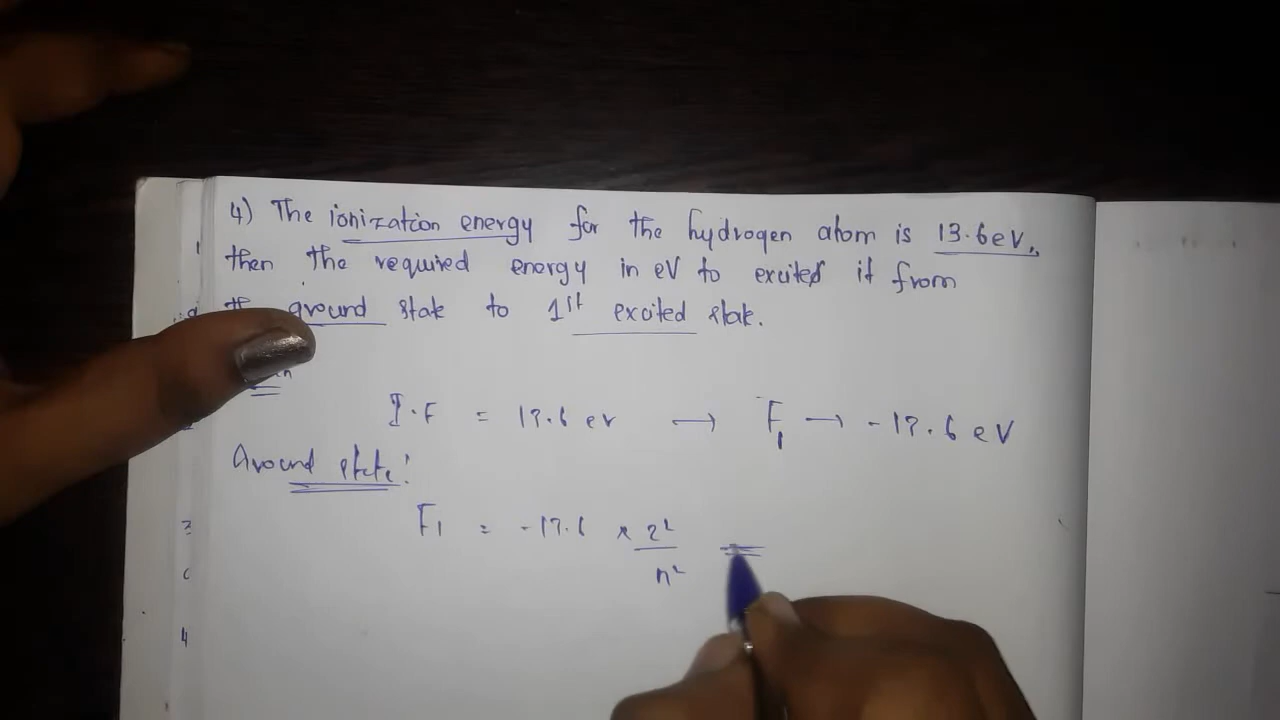 4) The ionization energy for the hydrogen atom is 13.6eV,
then the required energy in eV to excited it from
ground state to 1st excited state.
I.E = 13.6 ev → E1 → -13.6 eV
Ground state:
E1 = -13.6 x Z²/n² =
3
4